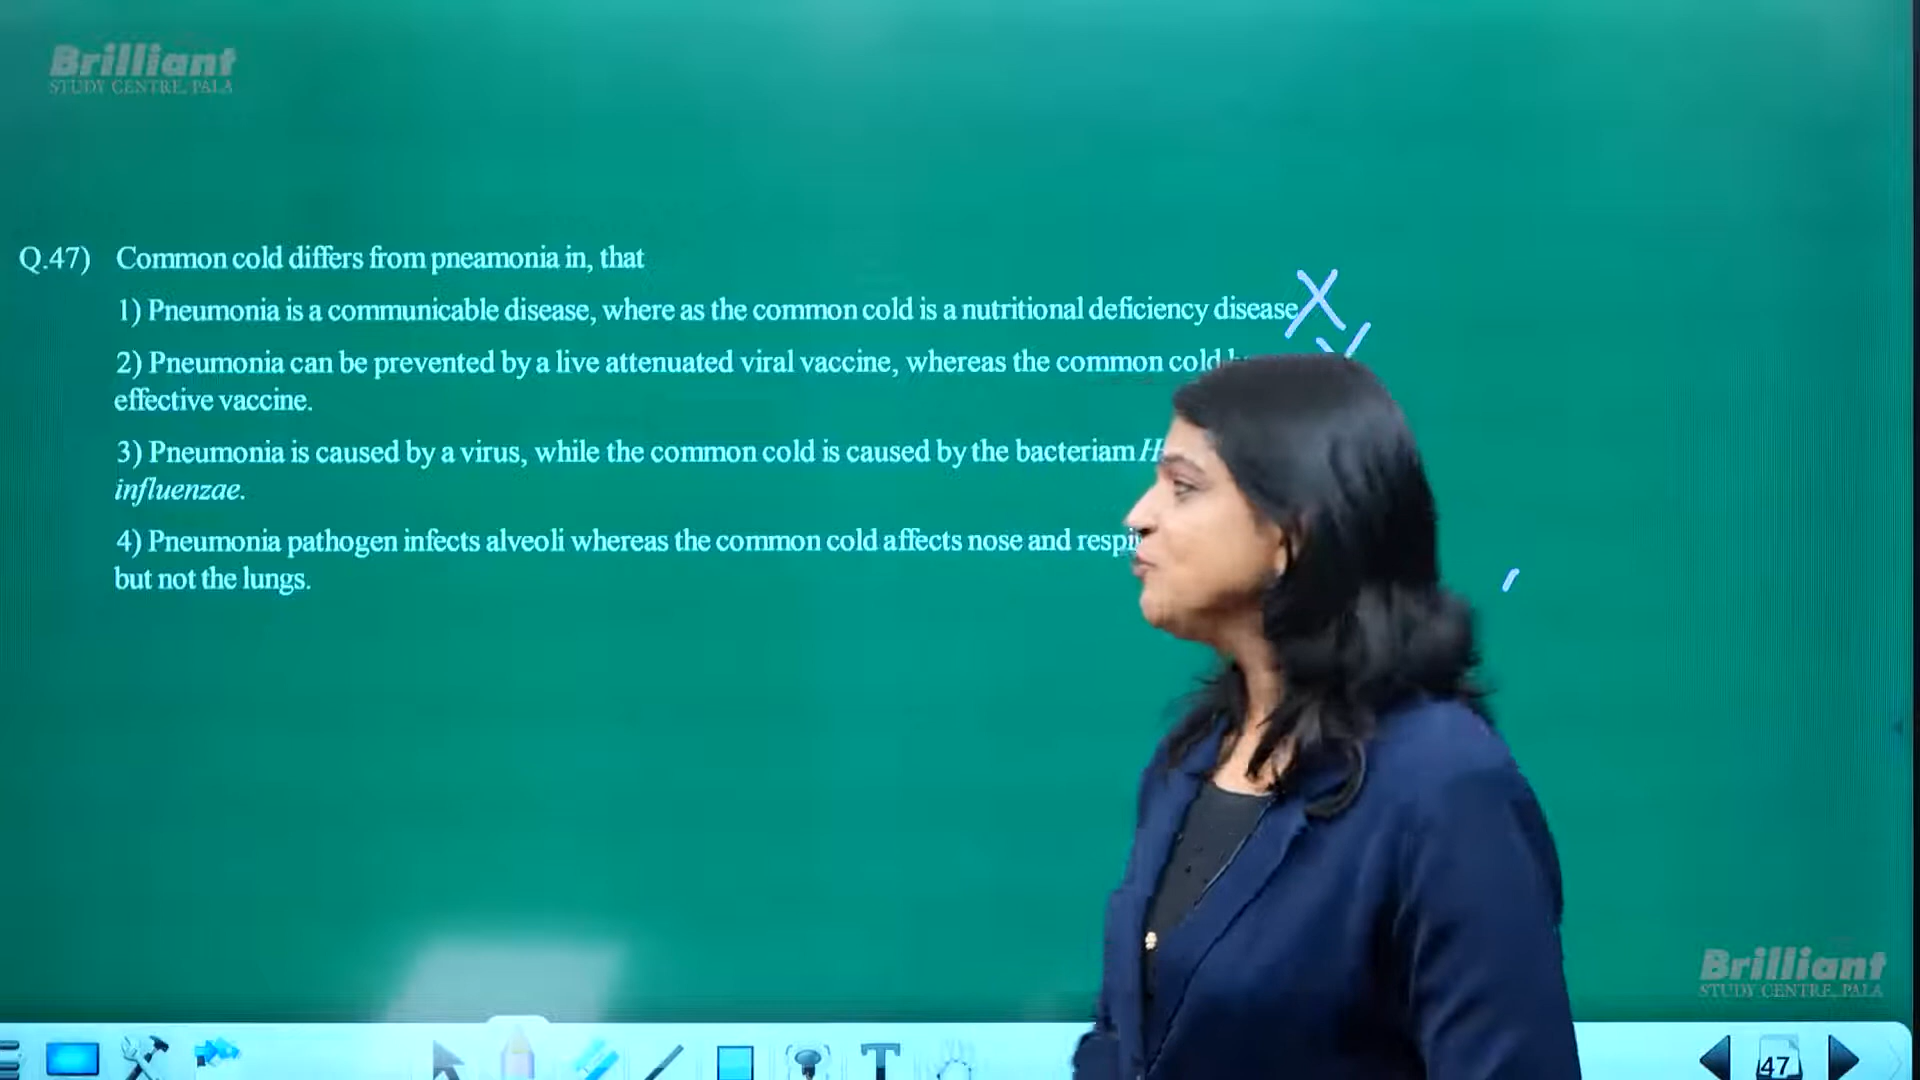 Brilliant
STUDY CENTRE, PALA
Q.47) Common cold differs from pneamonia in, that
1) Pneumonia is a communicable disease, where as the common cold is a nutritional deficiency disease
2) Pneumonia can be prevented by a live attenuated viral vaccine, whereas the common cold
effective vaccine.
3) Pneumonia is caused by a virus, while the common cold is caused by the bacteriam
influenzae.
4) Pneumonia pathogen infects alveoli whereas the common cold affects nose and
but not the lungs.
Brilliant
STUDY CENTRE, PALA
T
47